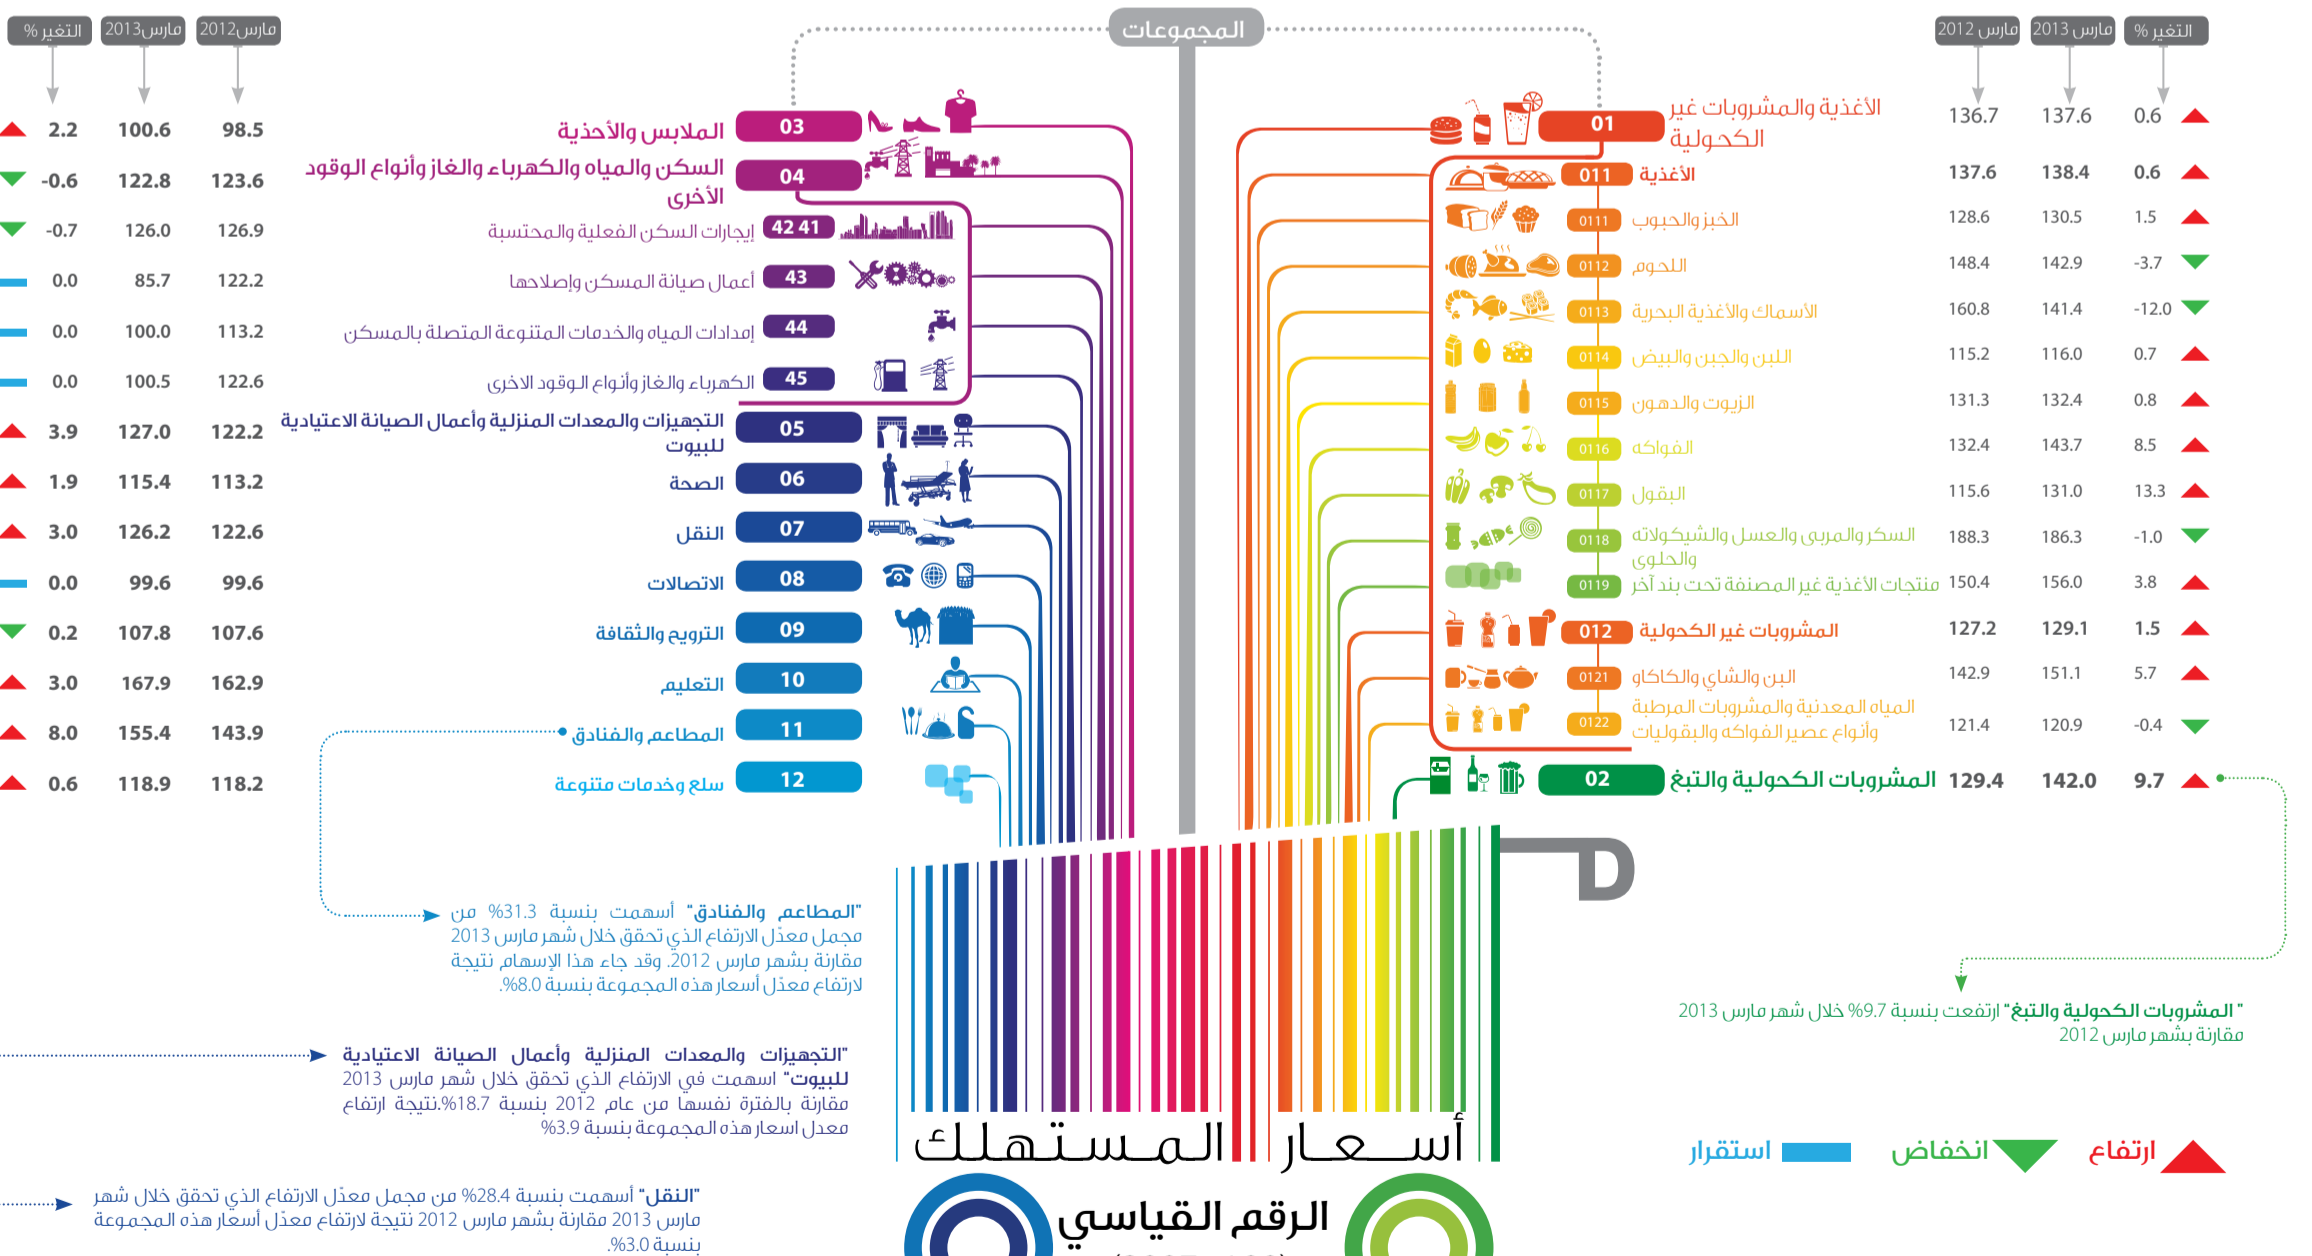 المجموعات
مارس 2012 مارس 2013 التغير %
01 الأغذية والمشروبات غير
الكحولية 136.7 137.6 0.6
011 الأغذية 137.6 138.4 0.6
0111 الخبز والحبوب 128.6 130.5 1.5
0112 اللحوم 148.4 142.9 -3.7
0113 الأسماك والأغذية البحرية 160.8 141.4 -12.0
0114 اللبن والجبن والبيض 115.2 116.0 0.7
0115 الزيوت والدهون 131.3 132.4 0.8
0116 الفواكه 132.4 143.7 8.5
0117 البقول 115.6 131.0 13.3
0118 السكر والمربى والعسل والشيكولاته
والحلوى 188.3 186.3 -1.0
0119 منتجات الأغذية غير المصنفة تحت بند آخر 150.4 156.0 3.8
012 المشروبات غير الكحولية 127.2 129.1 1.5
0121 البن والشاي والكاكاو 142.9 151.1 5.7
0122 المياه المعدنية والمشروبات المرطبة
وأنواع عصير الفواكه والبقوليات 121.4 120.9 -0.4
02 المشروبات الكحولية والتبغ 129.4 142.0 9.7
" المشروبات الكحولية والتبغ" ارتفعت بنسبة 9.7% خلال شهر مارس 2013
مقارنة بشهر مارس 2012
ارتفاع انخفاض استقرار
مارس2012 مارس2013 التغير %
03 الملابس والأحذية 98.5 100.6 2.2
04 السكن والمياه والكهرباء والغاز وأنواع الوقود
الأخرى 123.6 122.8 -0.6
42 41 إيجارات السكن الفعلية والمحتسبة 126.9 126.0 -0.7
43 أعمال صيانة المسكن وإصلاحها 122.2 85.7 0.0
44 إمدادات المياه والخدمات المتنوعة المتصلة بالمسكن 113.2 100.0 0.0
45 الكهرباء والغاز وأنواع الوقود الاخرى 122.6 100.5 0.0
05 التجهيزات والمعدات المنزلية وأعمال الصيانة الاعتيادية
للبيوت 122.2 127.0 3.9
06 الصحة 113.2 115.4 1.9
07 النقل 122.6 126.2 3.0
08 الاتصالات 99.6 99.6 0.0
09 الترويح والثقافة 107.6 107.8 0.2
10 التعليم 162.9 167.9 3.0
11 المطاعم والفنادق 143.9 155.4 8.0
12 سلع وخدمات متنوعة 118.2 118.9 0.6
"المطاعم والفنادق" أسهمت بنسبة 31.3% من
مجمل معدّل الارتفاع الذي تحقق خلال شهر مارس 2013
مقارنة بشهر مارس 2012. وقد جاء هذا الإسهام نتيجة
لارتفاع معدّل أسعار هذه المجموعة بنسبة 8.0%.
"التجهيزات والمعدات المنزلية وأعمال الصيانة الاعتيادية
للبيوت" اسهمت في الارتفاع الذي تحقق خلال شهر مارس 2013
مقارنة بالفترة نفسها من عام 2012 بنسبة 18.7%.نتيجة ارتفاع
معدل اسعار هذه المجموعة بنسبة 3.9%
"النقل" أسهمت بنسبة 28.4% من مجمل معدّل الارتفاع الذي تحقق خلال شهر
مارس 2013 مقارنة بشهر مارس 2012 نتيجة لارتفاع معدّل أسعار هذه المجموعة
بنسبة 3.0%.
أسعار المستهلك
الرقم القياسي